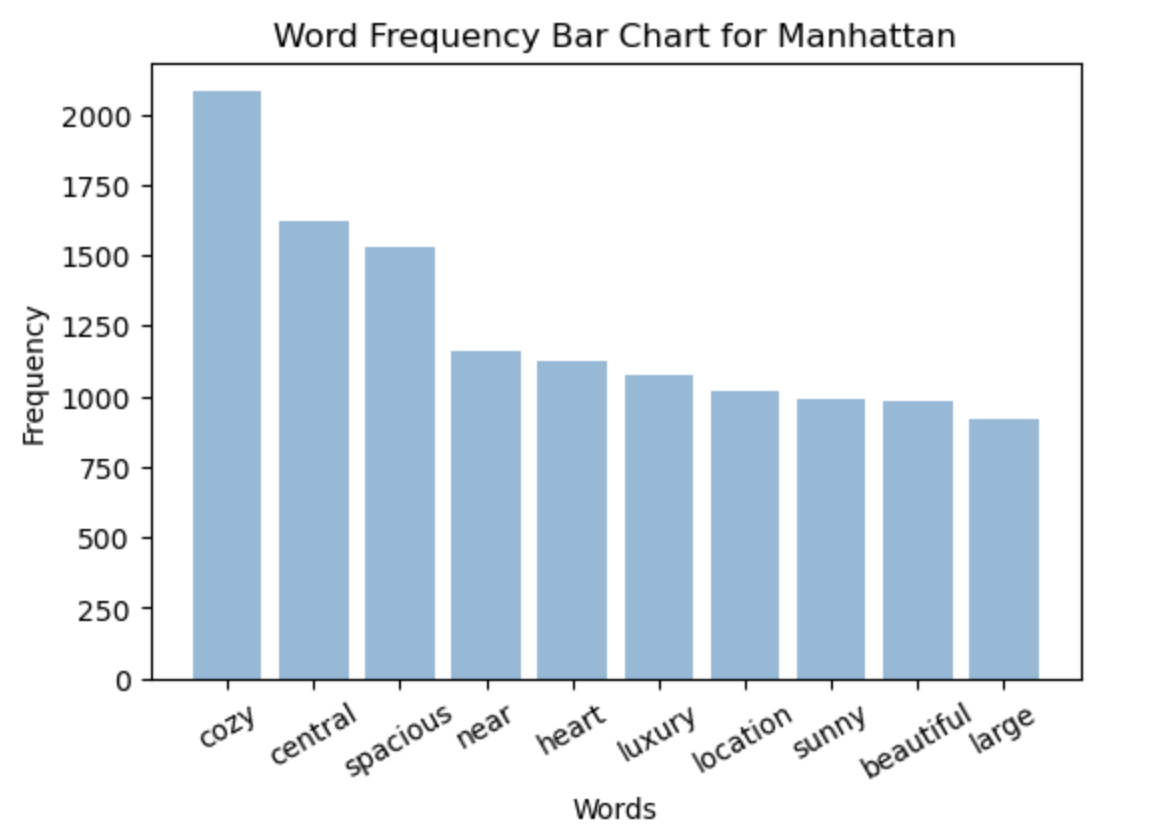 Word Frequency Bar Chart for Manhattan
Frequency
2000
1750
1500
1250
1000
750
500
250
0
cozy
central
spacious
near
heart
luxury
location
sunny
beautiful
large
Words